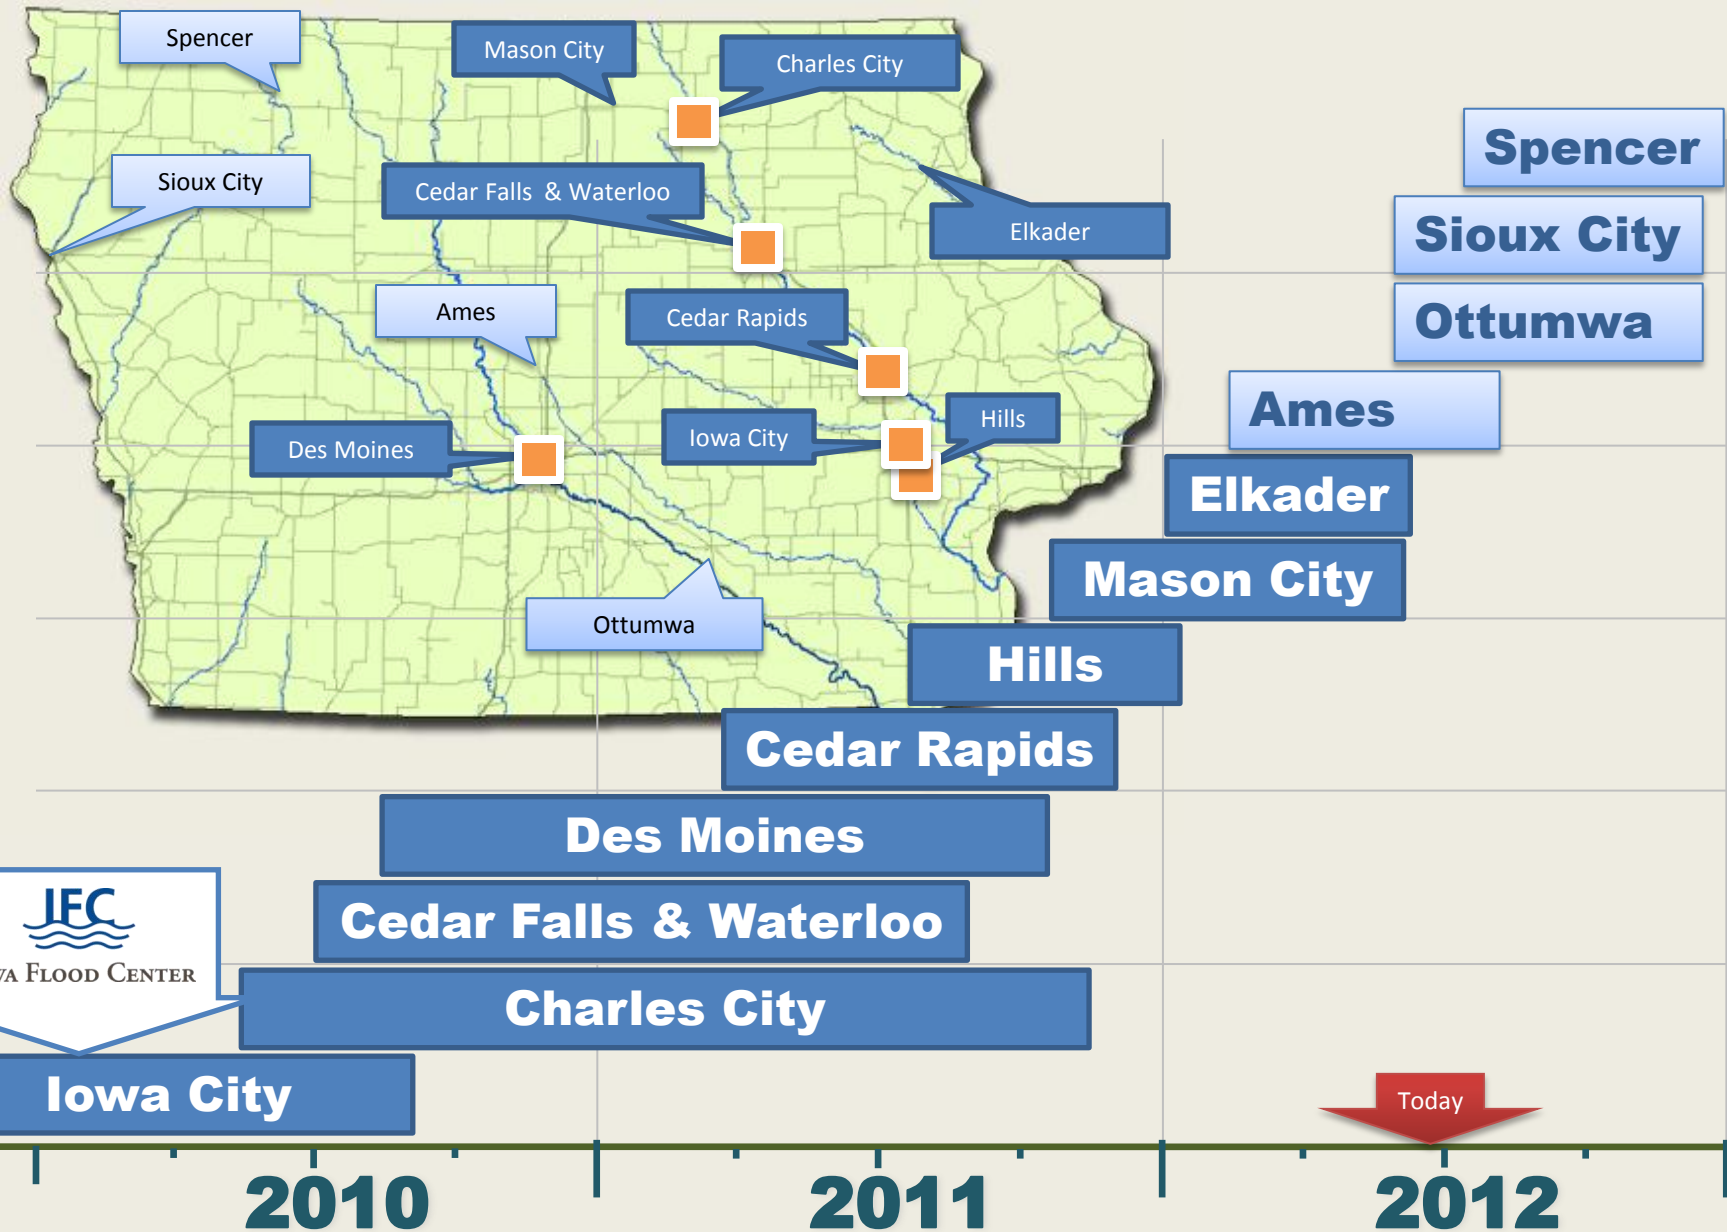 Spencer
Mason City
Charles City
Sioux City
Cedar Falls & Waterloo
Elkader
Ames
Cedar Rapids
Des Moines
Iowa City
Hills
Ottumwa
Spencer
Sioux City
Ottumwa
Ames
Elkader
Mason City
Hills
Cedar Rapids
Des Moines
Cedar Falls & Waterloo
IFC
VA FLOOD CENTER
Charles City
Iowa City
Today
2010
2011
2012